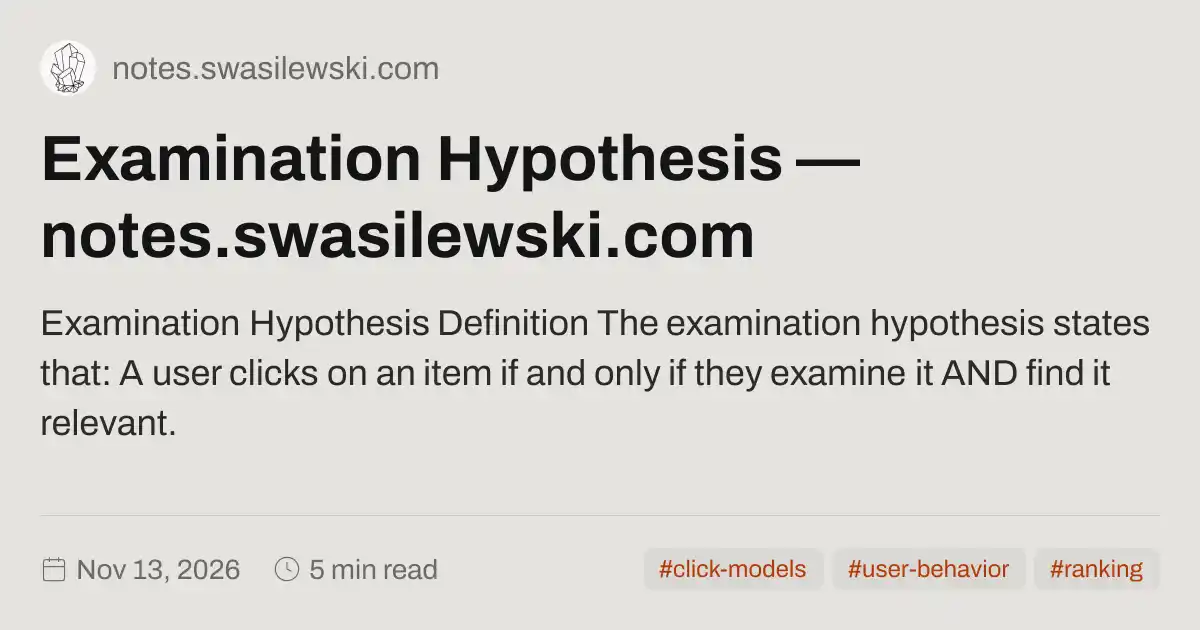 notes.swasilewski.com
Examination Hypothesis —
notes.swasilewski.com
Examination Hypothesis Definition The examination hypothesis states
that: A user clicks on an item if and only if they examine it AND find it
relevant.
Nov 13, 2026 5 min read #click-models #user-behavior #ranking